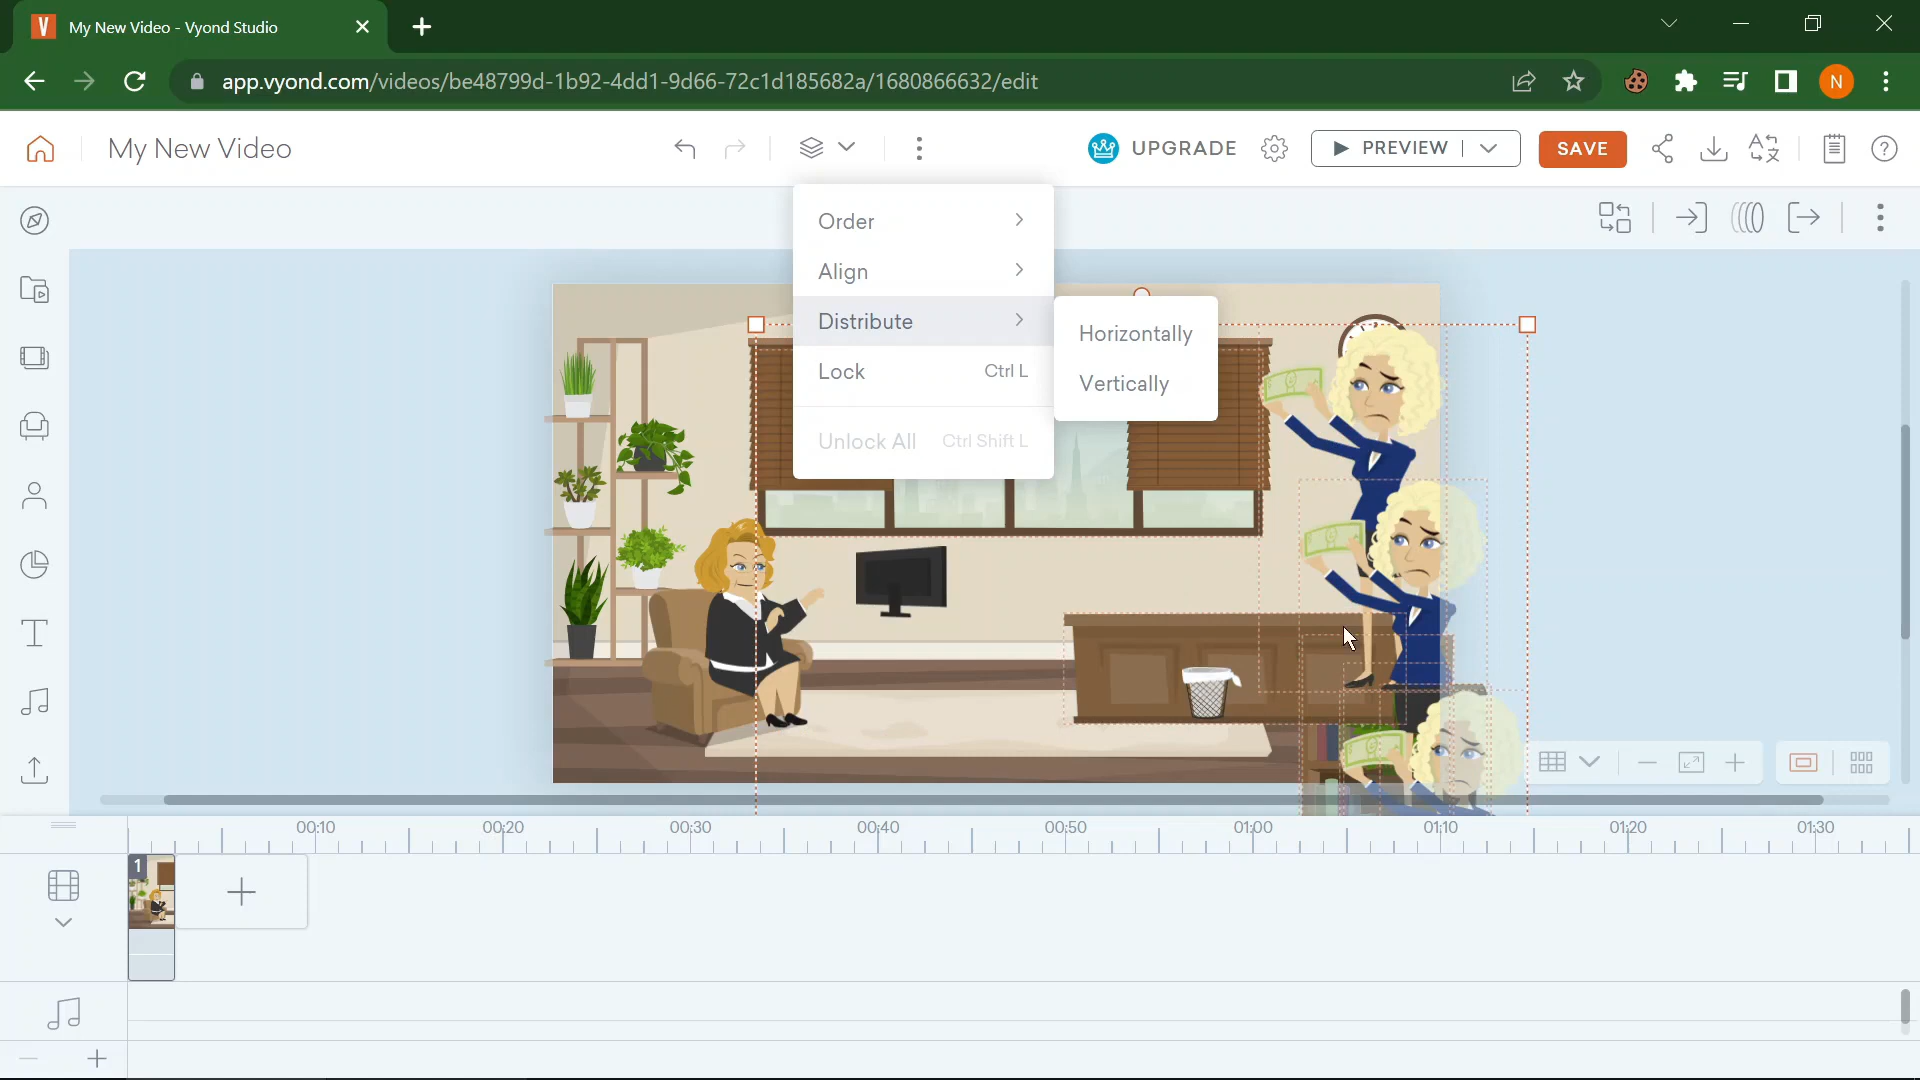 My New Video - Vyond Studio
app.vyond.com/videos/be48799d-1b92-4dd1-9d66-72c1d185682a/1680866632/edit
N
My New Video
UPGRADE
PREVIEW
SAVE
Order
Align
Distribute
Horizontally
Lock Ctrl L
Vertically
Unlock All Ctrl Shift L
00:10 00:20 00:30 00:40 00:50 01:00 01:10 01:20 01:30
1